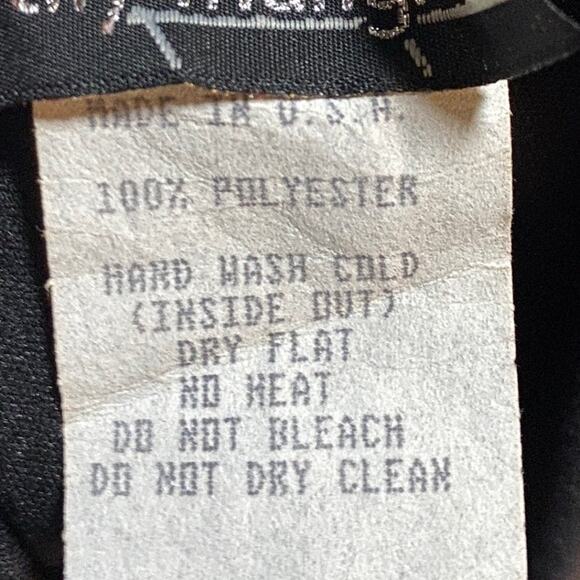 MADE IN U.S.A.
100% POLYESTER
HAND WASH COLD
(INSIDE OUT)
DRY FLAT
NO HEAT
DO NOT BLEACH
DO NOT DRY CLEAN